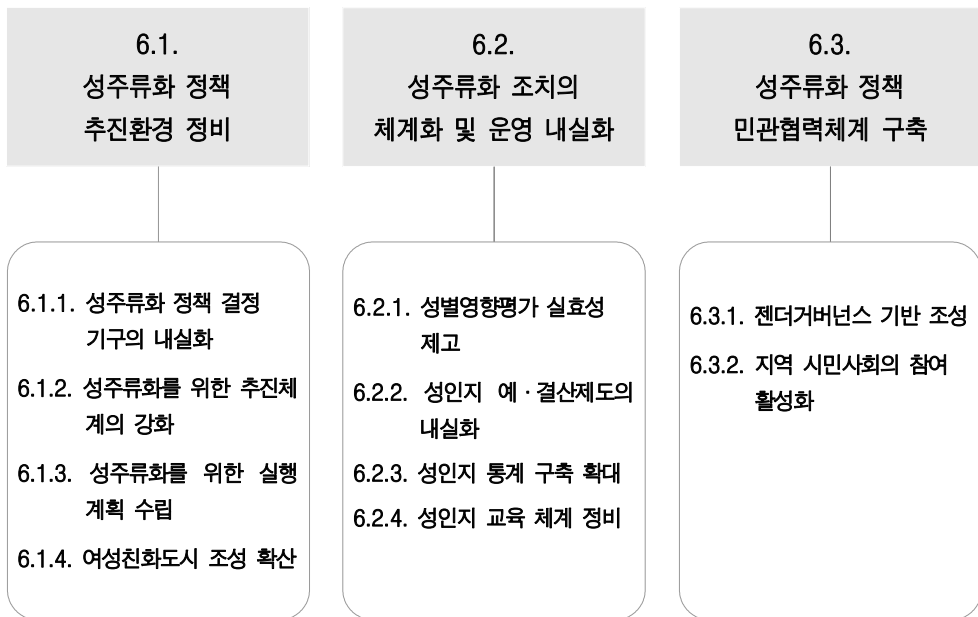 6.1.
성주류화 정책
추진환경 정비
6.2.
성주류화 조치의
체계화 및 운영 내실화
6.3.
성주류화 정책
민관협력체계 구축
6.1.1. 성주류화 정책 결정
기구의 내실화
6.1.2. 성주류화를 위한 추진체
계의 강화
6.1.3. 성주류화를 위한 실행
계획 수립
6.1.4. 여성친화도시 조성 확산
6.2.1. 성별영향평가 실효성
제고
6.2.2. 성인지 예·결산제도의
내실화
6.2.3. 성인지 통계 구축 확대
6.2.4. 성인지 교육 체계 정비
6.3.1. 젠더거버넌스 기반 조성
6.3.2. 지역 시민사회의 참여
활성화